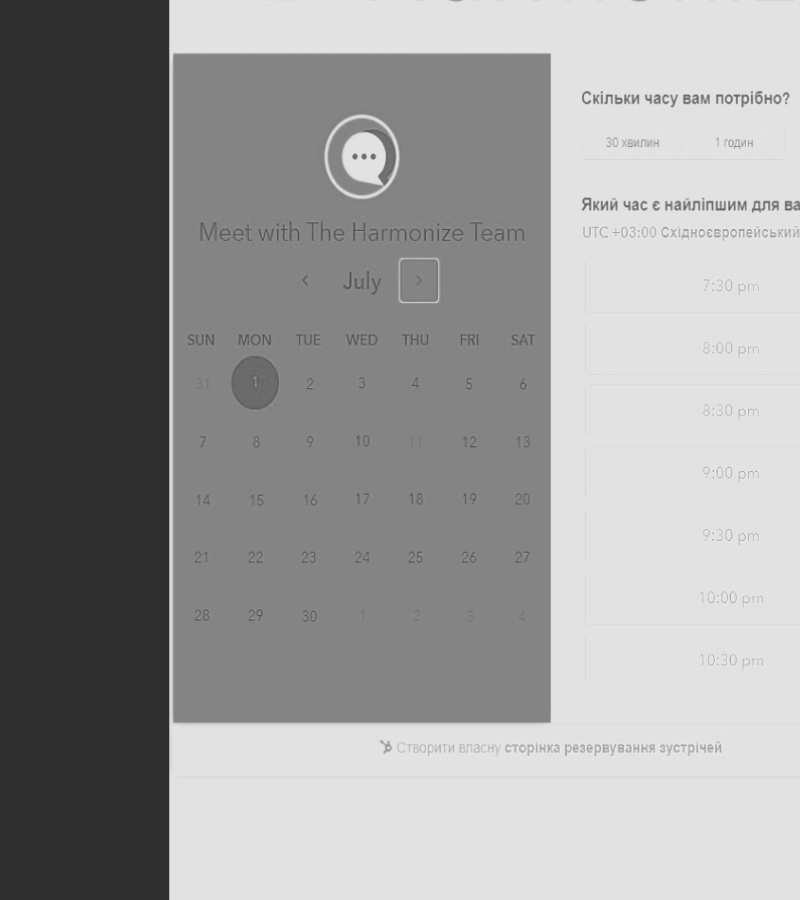 Meet with The Harmonize Team
July
SUN MON TUE WED THU FRI SAT
31 1 2 3 4 5 6
7 8 9 10 11 12 13
14 15 16 17 18 19 20
21 22 23 24 25 26 27
28 29 30 1 2 3 4
Скільки часу вам потрібно?
30 хвилин 1 годин
Який час є найліпшим для ва
UTC +03:00 Східноєвропейський
7:30 pm
8:00 pm
8:30 pm
9:00 pm
9:30 pm
10:00 pm
10:30 pm
Створити власну сторінка резервування зустрічей